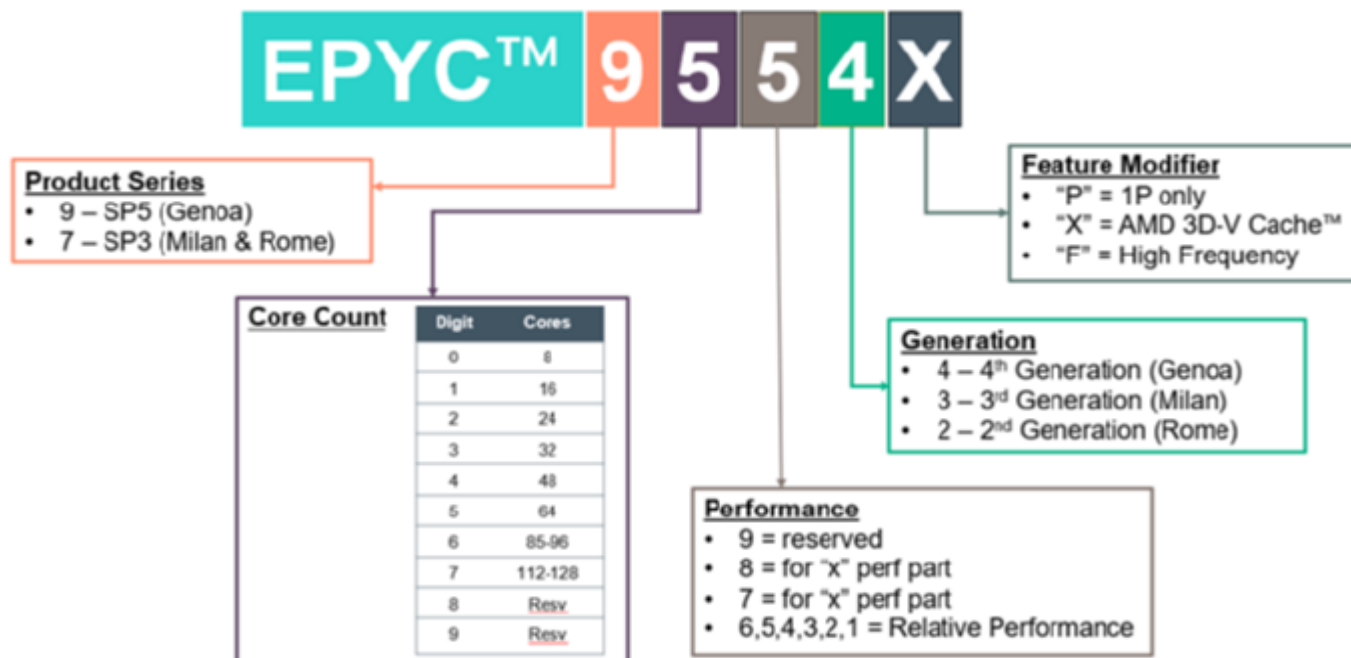 EPYC™ 9 5 5 4 X
Product Series
• 9 – SP5 (Genoa)
• 7 – SP3 (Milan & Rome)
Core Count
Digit Cores
0 8
1 16
2 24
3 32
4 48
5 64
6 85-96
7 112-128
8 Resv
9 Resv
Performance
• 9 = reserved
• 8 = for “x” perf part
• 7 = for “x” perf part
• 6,5,4,3,2,1 = Relative Performance
Generation
• 4 – 4th Generation (Genoa)
• 3 – 3rd Generation (Milan)
• 2 – 2nd Generation (Rome)
Feature Modifier
• “P” = 1P only
• “X” = AMD 3D-V Cache™
• “F” = High Frequency